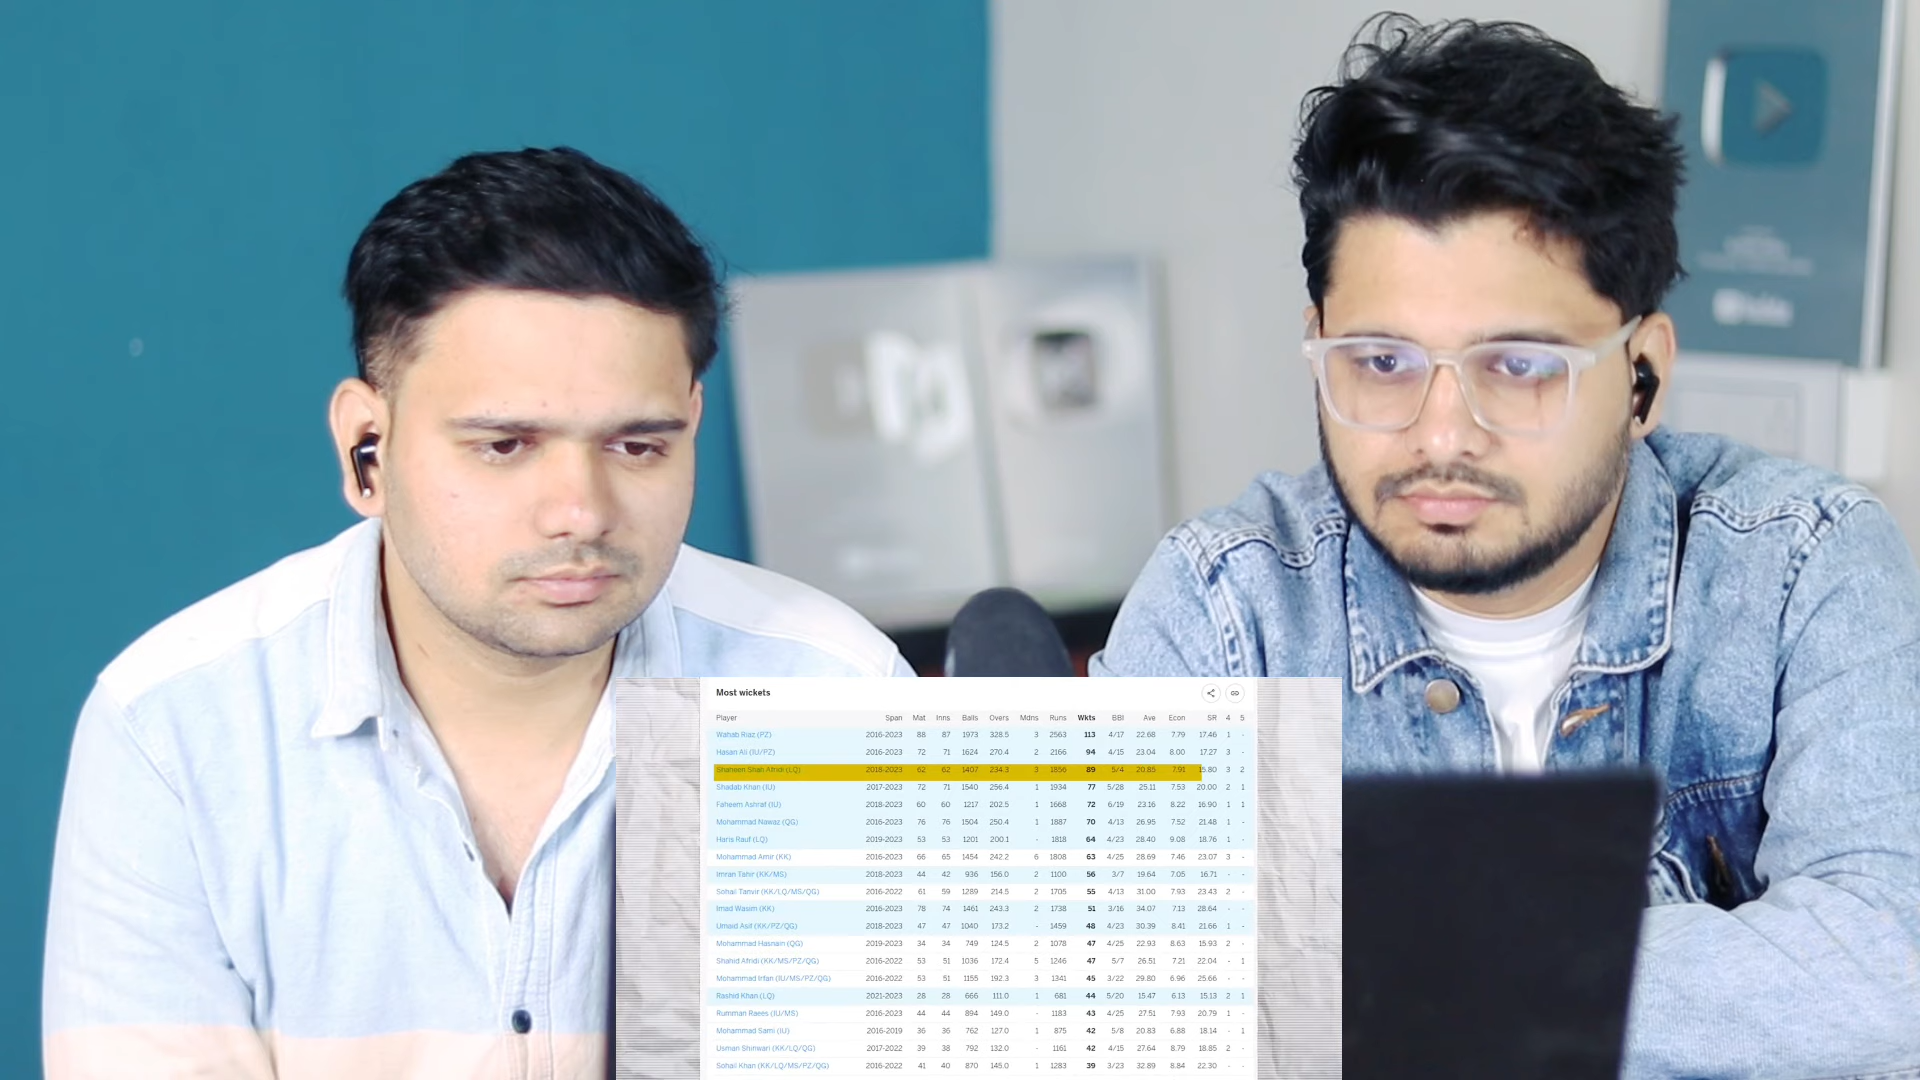 Most wickets
Player Span Mat Inns Balls Overs Mdns Runs Wkts BBI Ave Econ SR 4 5
Wahab Riaz (PZ) 2016-2023 88 87 1973 328.5 3 2563 113 4/17 22.68 7.79 17.46 1 -
Hasan Ali (IU/PZ) 2016-2023 72 71 1624 270.4 2 2166 94 4/15 23.04 8.00 17.27 3 -
Shaheen Shah Afridi (LQ) 2018-2023 62 62 1407 234.3 3 1856 89 5/4 20.85 7.91 15.80 3 2
Shadab Khan (IU) 2017-2023 72 71 1540 256.4 1 1934 77 5/28 25.11 7.53 20.00 2 1
Faheem Ashraf (IU) 2018-2023 60 60 1217 202.5 1 1668 72 6/19 23.16 8.22 16.90 1 1
Mohammad Nawaz (QG) 2016-2023 76 76 1504 250.4 1 1887 70 4/13 26.95 7.52 21.48 1 -
Haris Rauf (LQ) 2019-2023 53 53 1201 200.1 - 1818 64 4/23 28.40 9.08 18.76 1 -
Mohammad Amir (KK) 2016-2023 66 65 1454 242.2 6 1808 63 4/25 28.69 7.46 23.07 3 -
Imran Tahir (KK/MS) 2018-2023 44 42 936 156.0 2 1100 56 3/7 19.64 7.05 16.71 - -
Sohail Tanvir (KK/LQ/MS/QG) 2016-2022 61 59 1289 214.5 2 1705 55 4/13 31.00 7.93 23.43 2 -
Imad Wasim (KK) 2016-2023 78 74 1461 243.3 2 1738 51 3/16 34.07 7.13 28.64 - -
Umaid Asif (KK/PZ/QG) 2018-2023 47 47 1040 173.2 - 1459 48 4/23 30.39 8.41 21.66 1 -
Mohammad Hasnain (QG) 2019-2023 34 34 749 124.5 2 1078 47 4/25 22.93 8.63 15.93 2 -
Shahid Afridi (KK/MS/PZ/QG) 2016-2022 53 51 1036 172.4 5 1246 47 5/7 26.51 7.21 22.04 - 1
Mohammad Irfan (IU/MS/PZ/QG) 2016-2022 53 51 1155 192.3 3 1341 45 3/22 29.80 6.96 25.66 - -
Rashid Khan (LQ) 2021-2023 28 28 666 111.0 1 681 44 5/20 15.47 6.13 15.13 2 1
Rumman Raees (IU/MS) 2016-2023 44 44 894 149.0 - 1183 43 4/25 27.51 7.93 20.79 1 -
Mohammad Sami (IU) 2016-2019 36 36 762 127.0 1 875 42 5/8 20.83 6.88 18.14 - 1
Usman Shinwari (KK/LQ/QG) 2017-2022 39 38 792 132.0 - 1161 42 4/15 27.64 8.79 18.85 2 -
Sohail Khan (KK/LQ/MS/PZ/QG) 2016-2022 41 40 870 145.0 1 1283 39 3/23 32.89 8.84 22.30 - -